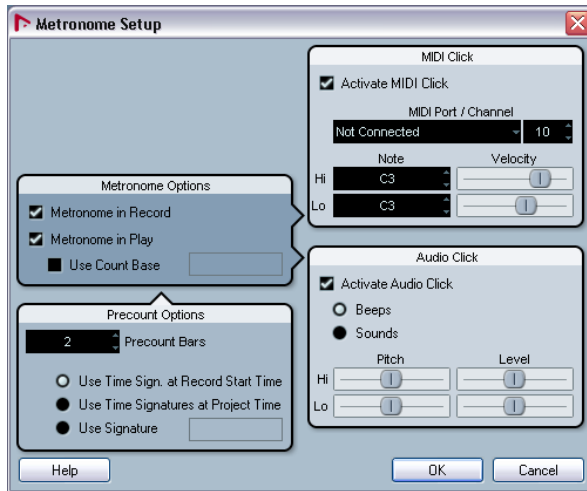 Metronome Setup
MIDI Click
Activate MIDI Click
MIDI Port / Channel
Not Connected 10
Note Velocity
Hi C3
Lo C3
Metronome Options
Metronome in Record
Metronome in Play
Use Count Base
Audio Click
Activate Audio Click
Beeps
Sounds
Pitch Level
Hi
Lo
Precount Options
2 Precount Bars
Use Time Sign. at Record Start Time
Use Time Signatures at Project Time
Use Signature
Help OK Cancel